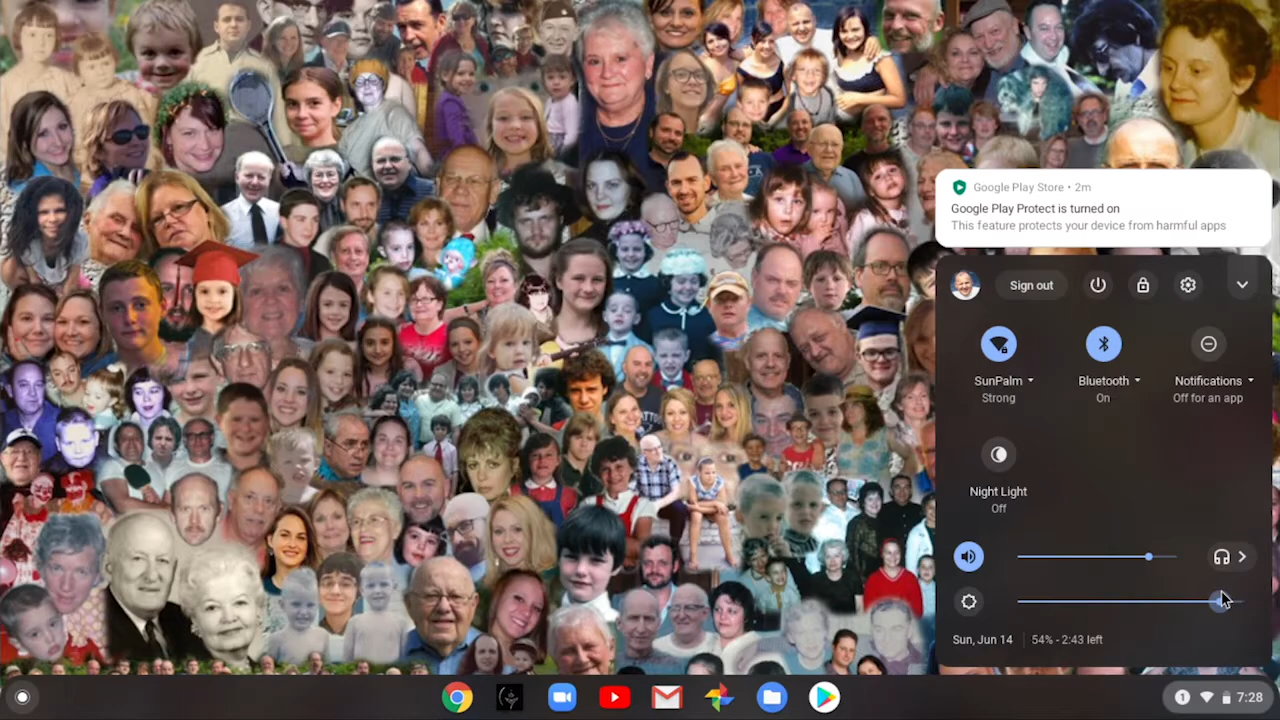 Google Play Store • 2m
Google Play Protect is turned on
This feature protects your device from harmful apps
Sign out
SunPalm
Strong
Bluetooth
On
Notifications
Off for an app
Night Light
Off
Sun, Jun 14 54% - 2:43 left
1 7:28